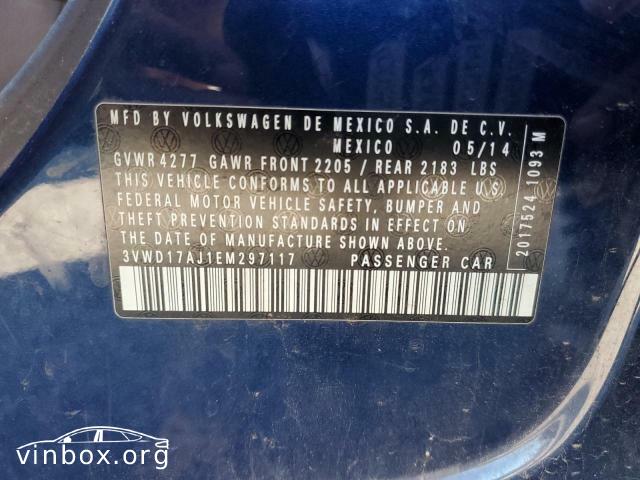 MFD BY VOLKSWAGEN DE MEXICO S.A. DE C.V.
MEXICO 05/14
GVWR 4277 GAWR FRONT 2205 / REAR 2183 LBS
THIS VEHICLE CONFORMS TO ALL APPLICABLE U.S.
FEDERAL MOTOR VEHICLE SAFETY, BUMPER AND
THEFT PREVENTION STANDARDS IN EFFECT ON
THE DATE OF MANUFACTURE SHOWN ABOVE.
3VWD17AJ1EM297117 PASSENGER CAR
2017524 1093 M
vinbox.org